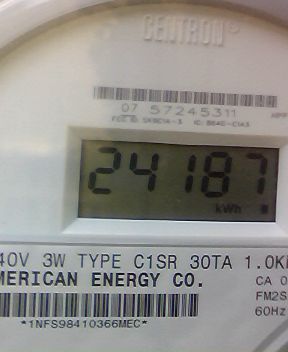 CENTRON®
07 57245311
24187
kWh
40V 3W TYPE C1SR 30TA 1.0K
MERICAN ENERGY CO.
CA 0
FM2S
60Hz
*1NFS98410366MEC*